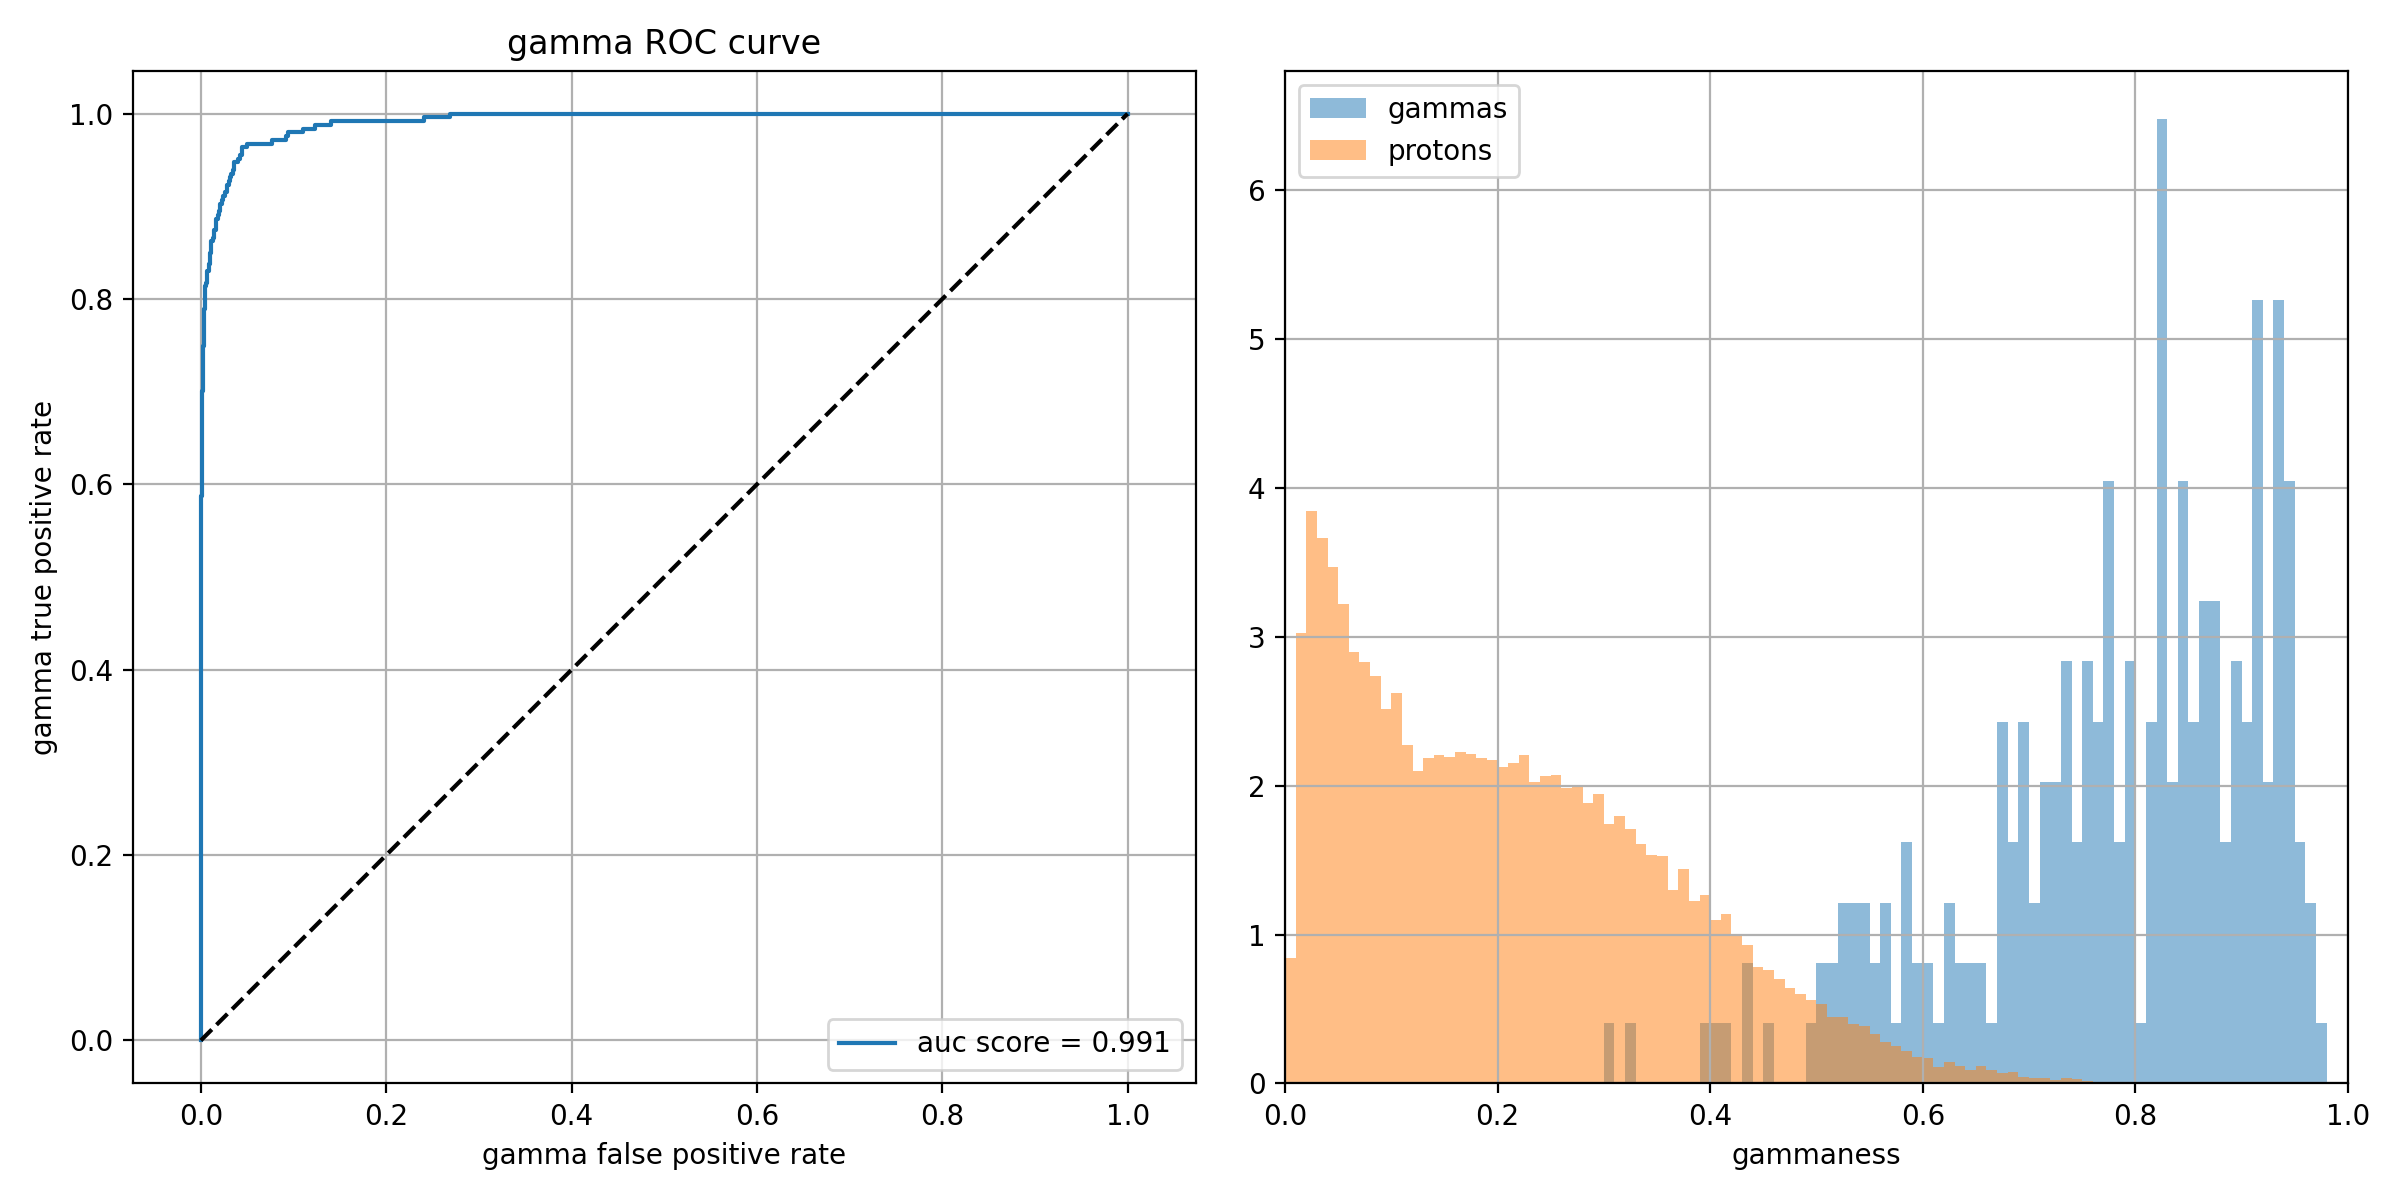 gamma ROC curve
1.0
0.8
0.6
0.4
0.2
0.0
gamma true positive rate
0.0 0.2 0.4 0.6 0.8 1.0
gamma false positive rate
auc score = 0.991
gammas
protons
6
5
4
3
2
1
0
0.0 0.2 0.4 0.6 0.8 1.0
gammaness